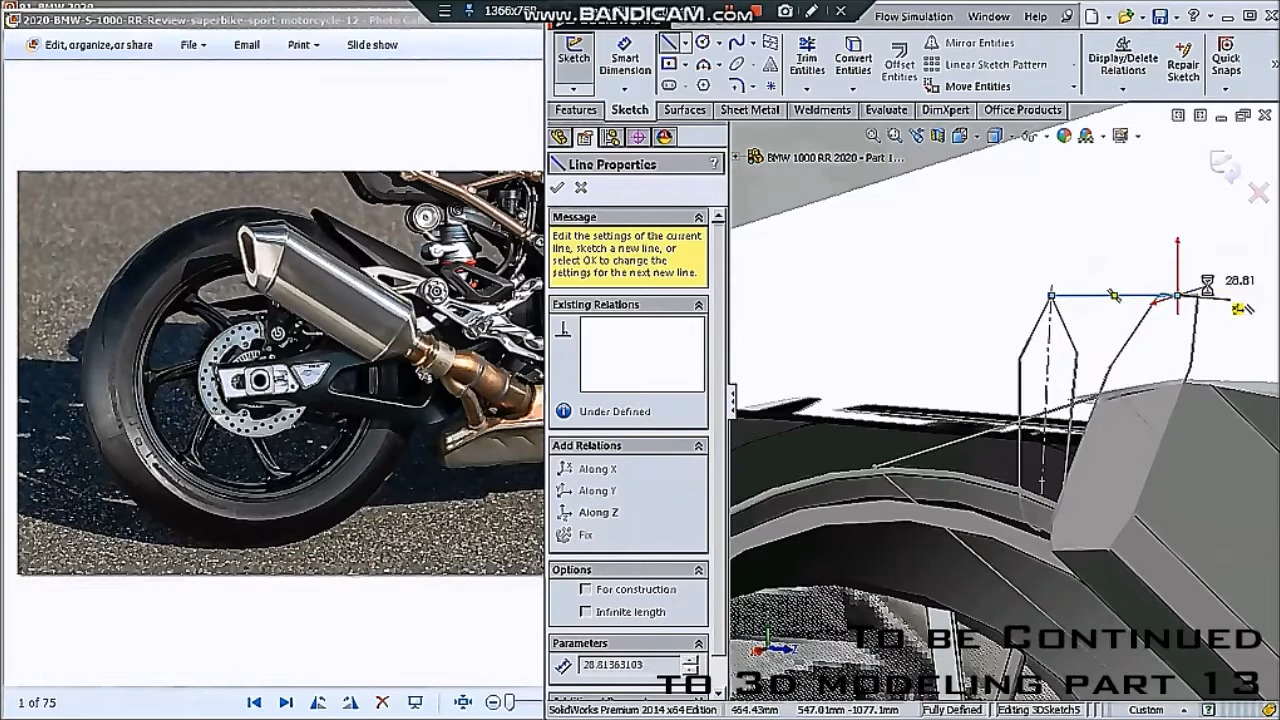 2020-BMW-S-1000-RR-Review-superbike-sport-motorcycle-12 - Photo Gal
1366x768
www.BANDICAM.com
Edit, organize,or share
File
Email
Print
Slide show
Flow Simulation
Window
Help
Sketch
Smart Dimension
Trim Entities
Convert Entities
Offset Entities
Mirror Entities
Linear Sketch Pattern
Move Entities
Display/Delete Relations
Repair Sketch
Quick Snaps
Features
Sketch
Surfaces
Sheet Metal
Weldments
Evaluate
DimXpert
Office Products
Line Properties
?
BMW 1000 RR 2020 - Part 1...
Message
Edit the settings of the current
line, sketch a new line, or
select OK to change the
settings for the next new line.
Existing Relations
Under Defined
Add Relations
Along X
Along Y
Along Z
Fix
Options
For construction
Infinite length
Parameters
28.81363103
28.81
To be Continued
to 3D modeling part 13
1 of 75
SolidWorks Premium 2014 x64 Edition
464.43mm
547.01mm
-1077.1mm
Fully Defined
Editing 3DSketch5
Custom